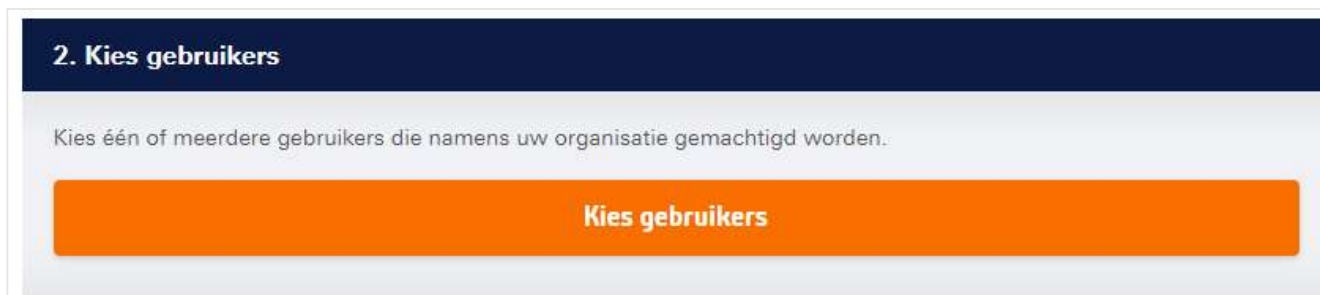 2. Kies gebruikers
Kies één of meerdere gebruikers die namens uw organisatie gemachtigd worden.
Kies gebruikers